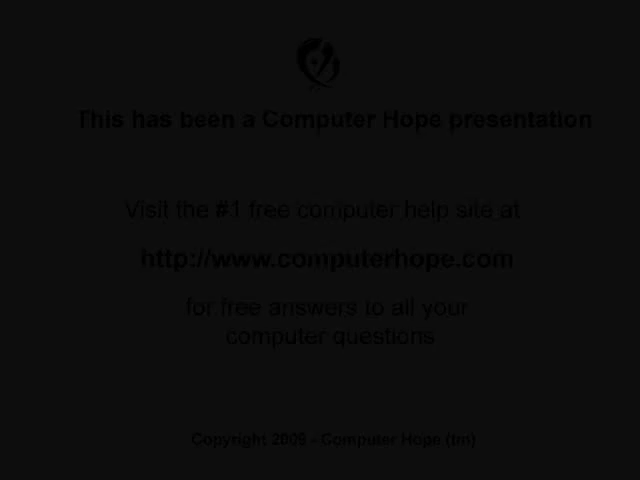 This has been a Computer Hope presentation
Visit the #1 free computer help site at
http://www.computerhope.com
for free answers to all your
computer questions
Copyright 2009 - Computer Hope (tm)